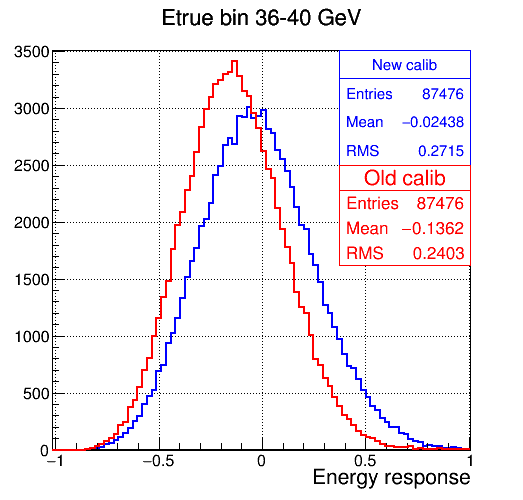 Etrue bin 36-40 GeV
New calib
Entries 87476
Mean −0.02438
RMS 0.2715
Old calib
Entries 87476
Mean −0.1362
RMS 0.2403
3500
3000
2500
2000
1500
1000
500
0
−1 −0.5 0 0.5 1
Energy response